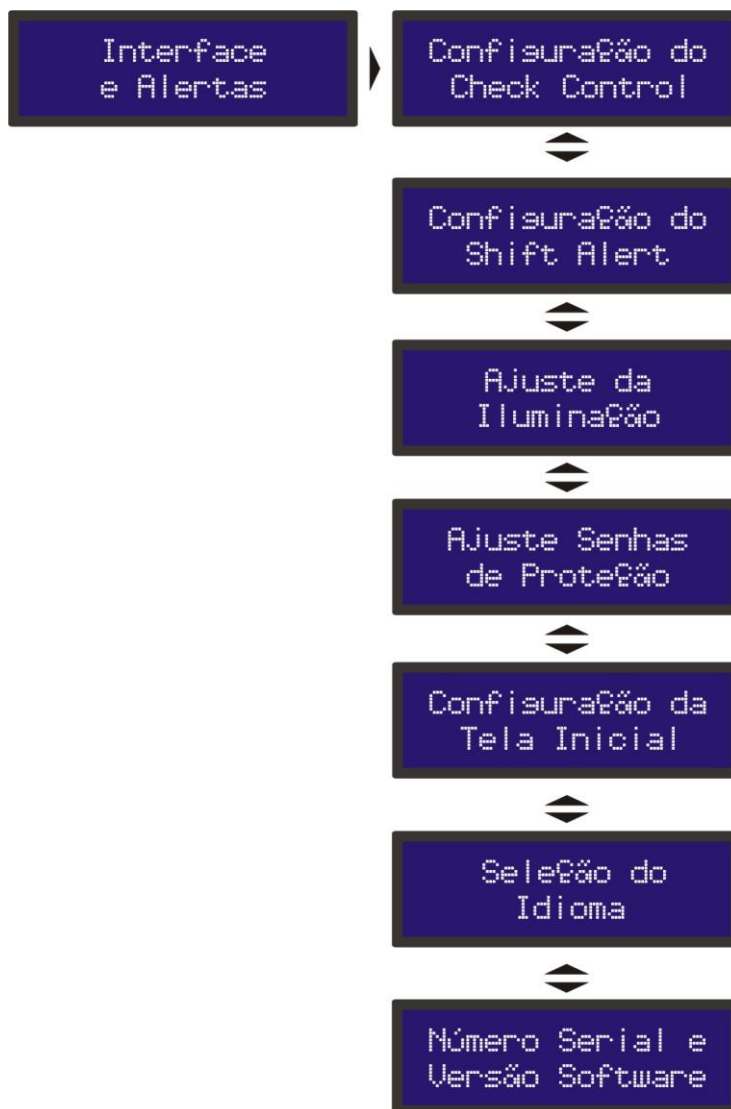 Interface
e Alertas
Configuração do
Check Control
Configuração do
Shift Alert
Ajuste da
Iluminação
Ajuste Senhas
de Proteção
Configuração da
Tela Inicial
Seleção do
Idioma
Número Serial e
Versão Software